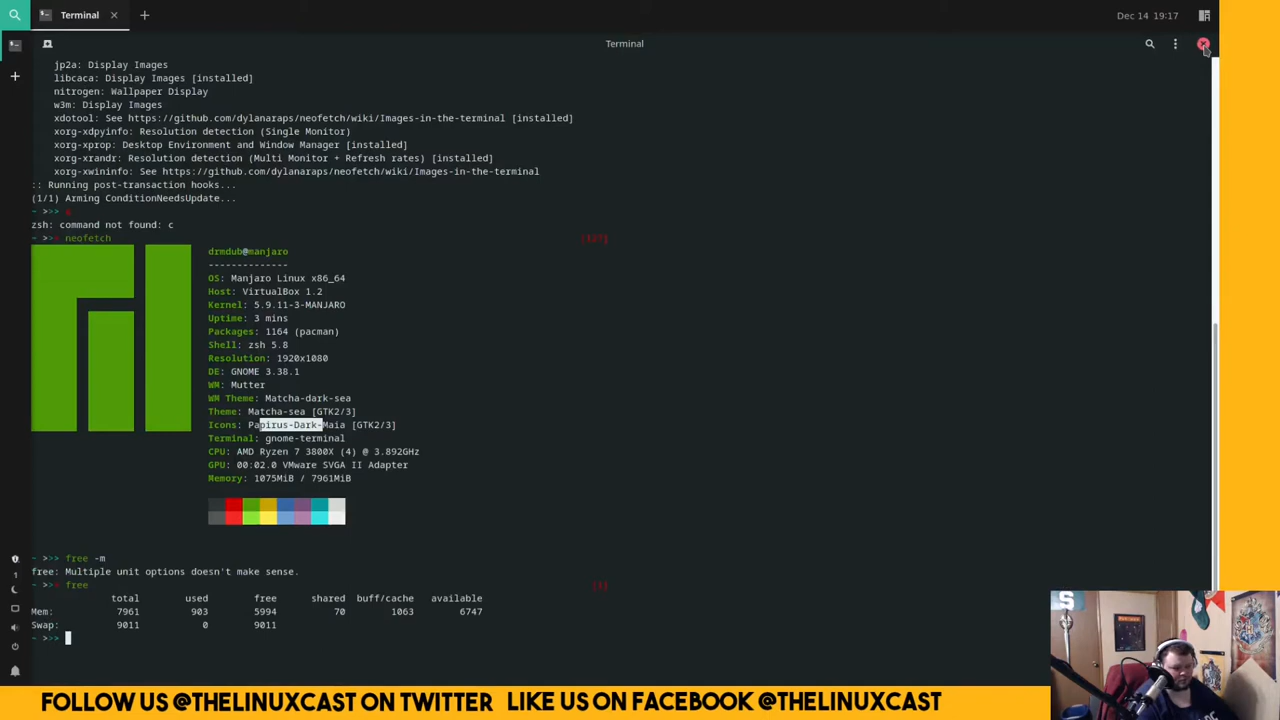 Terminal
Dec 14 19:17
Terminal
jp2a: Display Images
libcaca: Display Images [installed]
nitrogen: Wallpaper Display
w3m: Display Images
xdotool: See https://github.com/dylanaraps/neofetch/wiki/Images-in-the-terminal [installed]
xorg-xdpyinfo: Resolution detection (Single Monitor)
xorg-xprop: Desktop Environment and Window Manager [installed]
xorg-xrandr: Resolution detection (Multi Monitor + Refresh rates) [installed]
xorg-xwininfo: See https://github.com/dylanaraps/neofetch/wiki/Images-in-the-terminal
:: Running post-transaction hooks...
(1/1) Arming ConditionNeedsUpdate...
~ >>> c
zsh: command not found: c
~ >>> neofetch [127]
drmdub@manjaro
--------------
OS: Manjaro Linux x86_64
Host: VirtualBox 1.2
Kernel: 5.9.11-3-MANJARO
Uptime: 3 mins
Packages: 1164 (pacman)
Shell: zsh 5.8
Resolution: 1920x1080
DE: GNOME 3.38.1
WM: Mutter
WM Theme: Matcha-dark-sea
Theme: Matcha-sea [GTK2/3]
Icons: Papirus-Dark-Maia [GTK2/3]
Terminal: gnome-terminal
CPU: AMD Ryzen 7 3800X (4) @ 3.892GHz
GPU: 00:02.0 VMware SVGA II Adapter
Memory: 1075MiB / 7961MiB
~ >>> free -m
free: Multiple unit options doesn't make sense.
~ >>> free [1]
total used free shared buff/cache available
Mem: 7961 903 5994 70 1063 6747
Swap: 9011 0 9011
~ >>>
1
FOLLOW US @THELINUXCAST ON TWITTER LIKE US ON FACEBOOK @THELINUXCAST